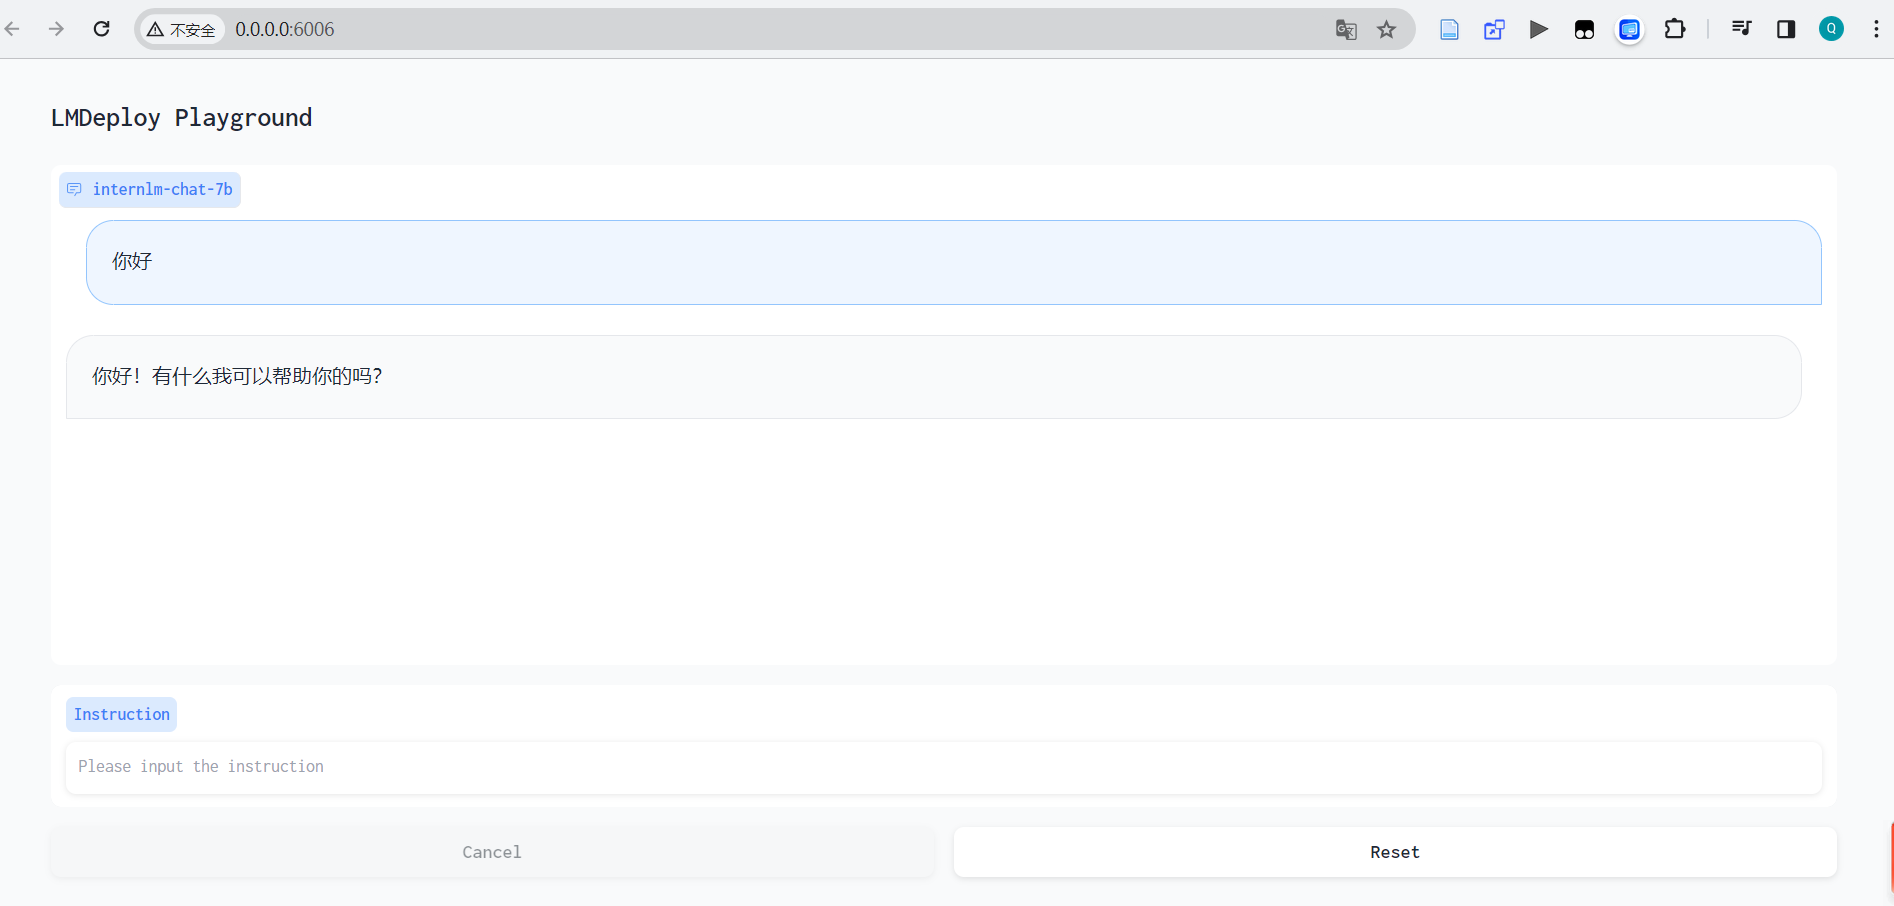 不安全 0.0.0.0:6006
Q
LMDeploy Playground
internlm-chat-7b
你好
你好！有什么我可以帮助你的吗？
Instruction
Please input the instruction
Cancel Reset